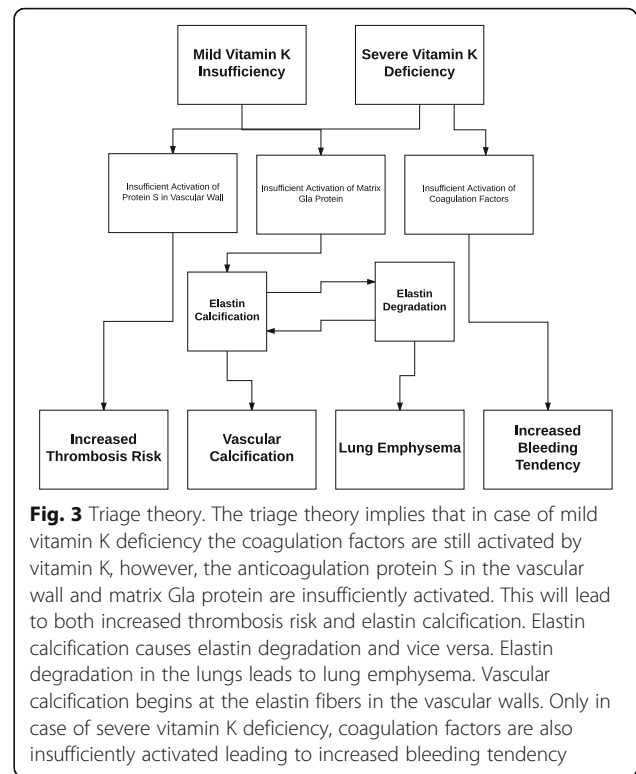 Mild Vitamin K
Insufficiency
Severe Vitamin K
Deficiency
Insufficient Activation of
Protein S in Vascular Wall
Insufficient Activation of Matrix
Gla Protein
Insufficient Activation of
Coagulation Factors
Elastin
Calcification
Elastin
Degradation
Increased
Thrombosis Risk
Vascular
Calcification
Lung Emphysema
Increased
Bleeding
Tendency
Fig. 3 Triage theory. The triage theory implies that in case of mild
vitamin K deficiency the coagulation factors are still activated by
vitamin K, however, the anticoagulation protein S in the vascular
wall and matrix Gla protein are insufficiently activated. This will lead
to both increased thrombosis risk and elastin calcification. Elastin
calcification causes elastin degradation and vice versa. Elastin
degradation in the lungs leads to lung emphysema. Vascular
calcification begins at the elastin fibers in the vascular walls. Only in
case of severe vitamin K deficiency, coagulation factors are also
insufficiently activated leading to increased bleeding tendency